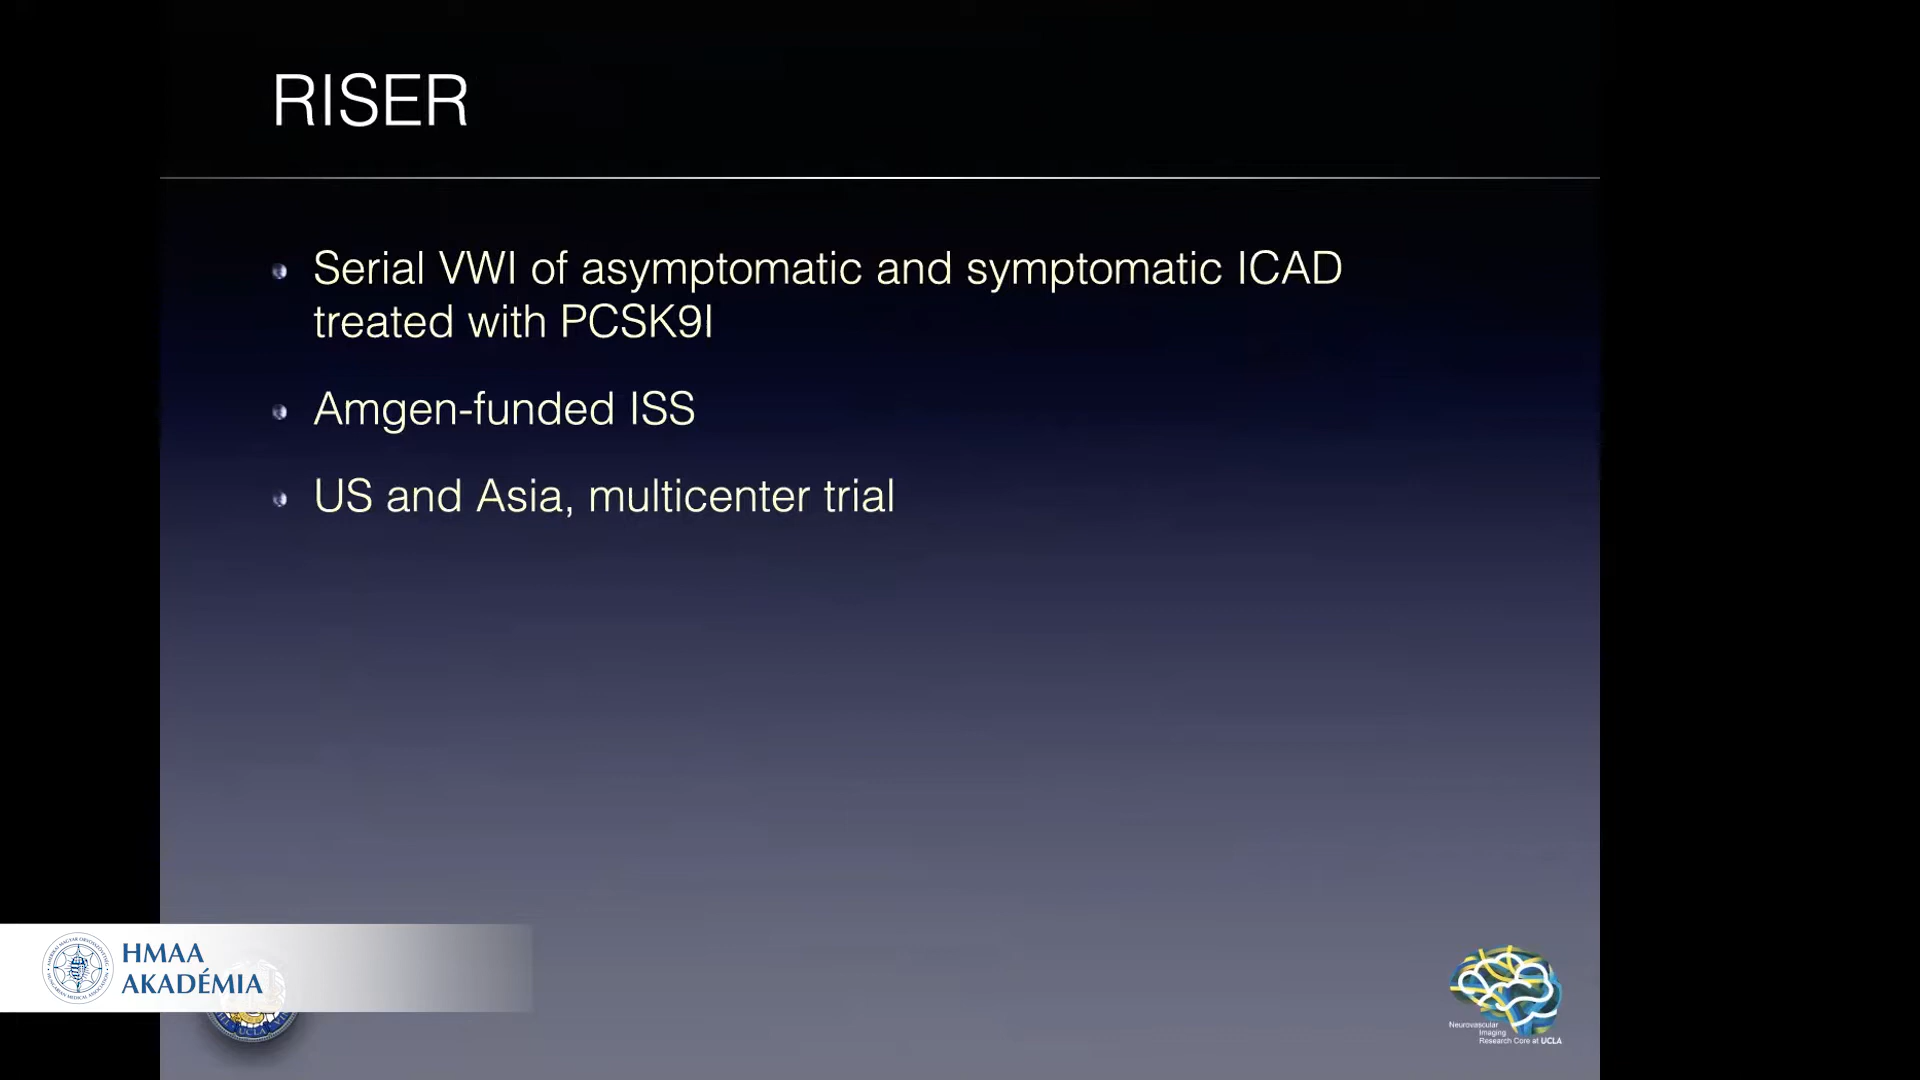 RISER
Serial VWI of asymptomatic and symptomatic ICAD
treated with PCSK9I
Amgen-funded ISS
US and Asia, multicenter trial
HMAA
AKADÉMIA
UCLA
Neurovascular
Imaging
Research Core at UCLA